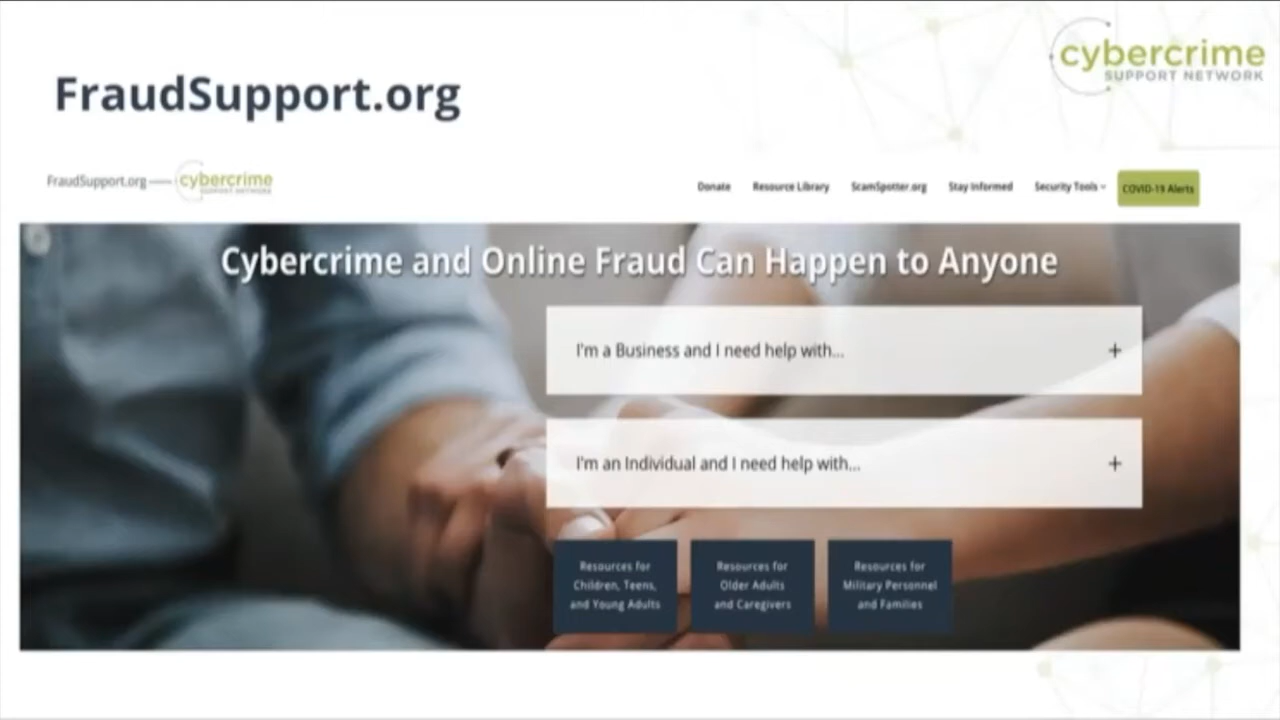 cybercrime
SUPPORT NETWORK
FraudSupport.org
FraudSupport.org
cybercrime
SUPPORT NETWORK
Donate
Resource Library
ScamSpotter.org
Stay Informed
Security Tools
COVID-19 Alerts
Cybercrime and Online Fraud Can Happen to Anyone
I'm a Business and I need help with... +
I'm an Individual and I need help with... +
Resources for
Children, Teens,
and Young Adults
Resources for
Older Adults
and Caregivers
Resources for
Military Personnel
and Families